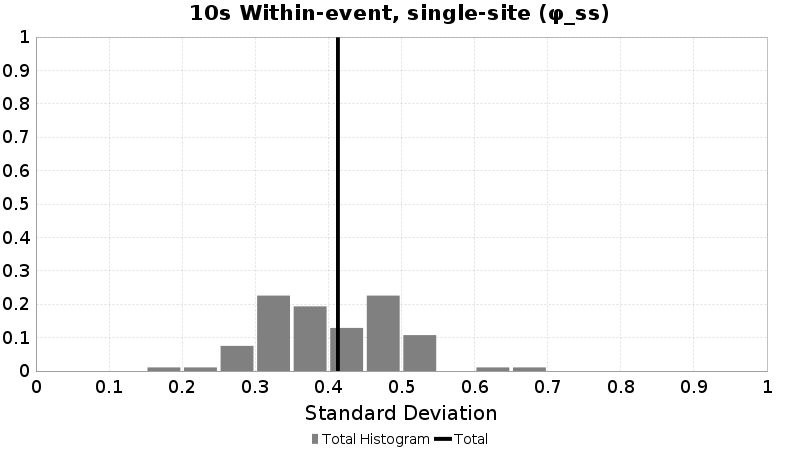 10s Within-event, single-site (φ_ss)
1
0.9
0.8
0.7
0.6
0.5
0.4
0.3
0.2
0.1
0
0 0.1 0.2 0.3 0.4 0.5 0.6 0.7 0.8 0.9 1
Standard Deviation
Total Histogram Total